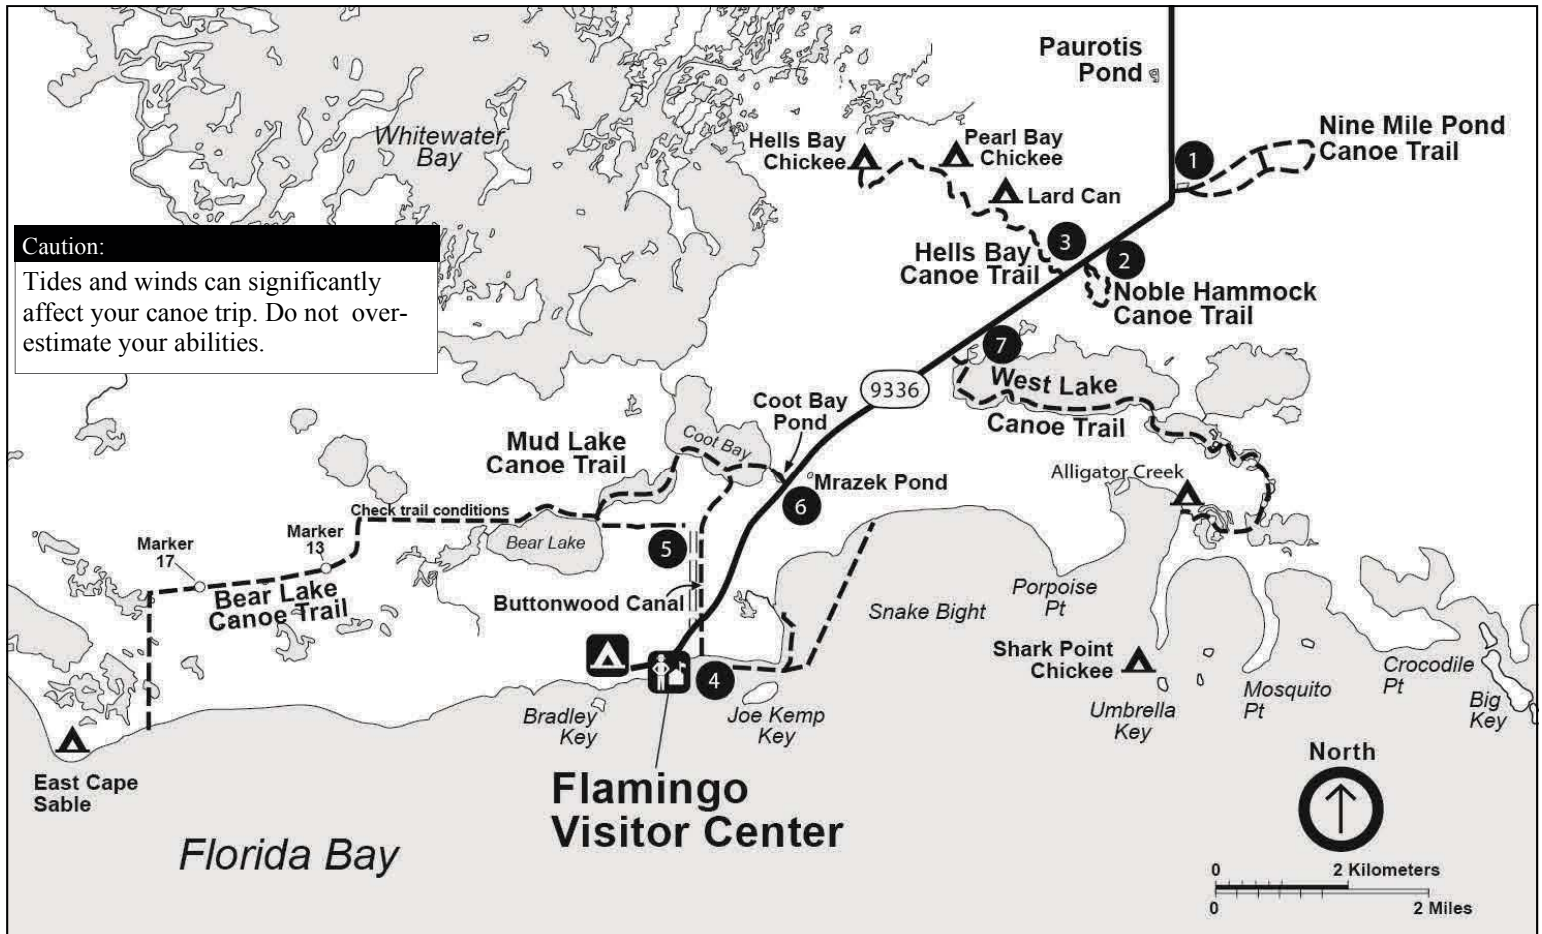 Paurotis
Pond
Whitewater
Bay
Hells Bay
Chickee
Pearl Bay
Chickee
Lard Can
1
Nine Mile Pond
Canoe Trail
3
Hells Bay
Canoe Trail
2
Noble Hammock
Canoe Trail
Caution:
Tides and winds can significantly
affect your canoe trip. Do not over-
estimate your abilities.
7
West Lake
Canoe Trail
9336
Coot Bay
Pond
Coot Bay
Mud Lake
Canoe Trail
Mrazek Pond
6
Alligator Creek
Check trail conditions
Marker
13
Marker
17
Bear Lake
5
Bear Lake
Canoe Trail
Buttonwood Canal
Snake Bight
Porpoise
Pt
Shark Point
Chickee
4
Bradley
Key
Joe Kemp
Key
Umbrella
Key
Mosquito
Pt
Crocodile
Pt
Big
Key
East Cape
Sable
Flamingo
Visitor Center
Florida Bay
North
0 2 Kilometers
0 2 Miles